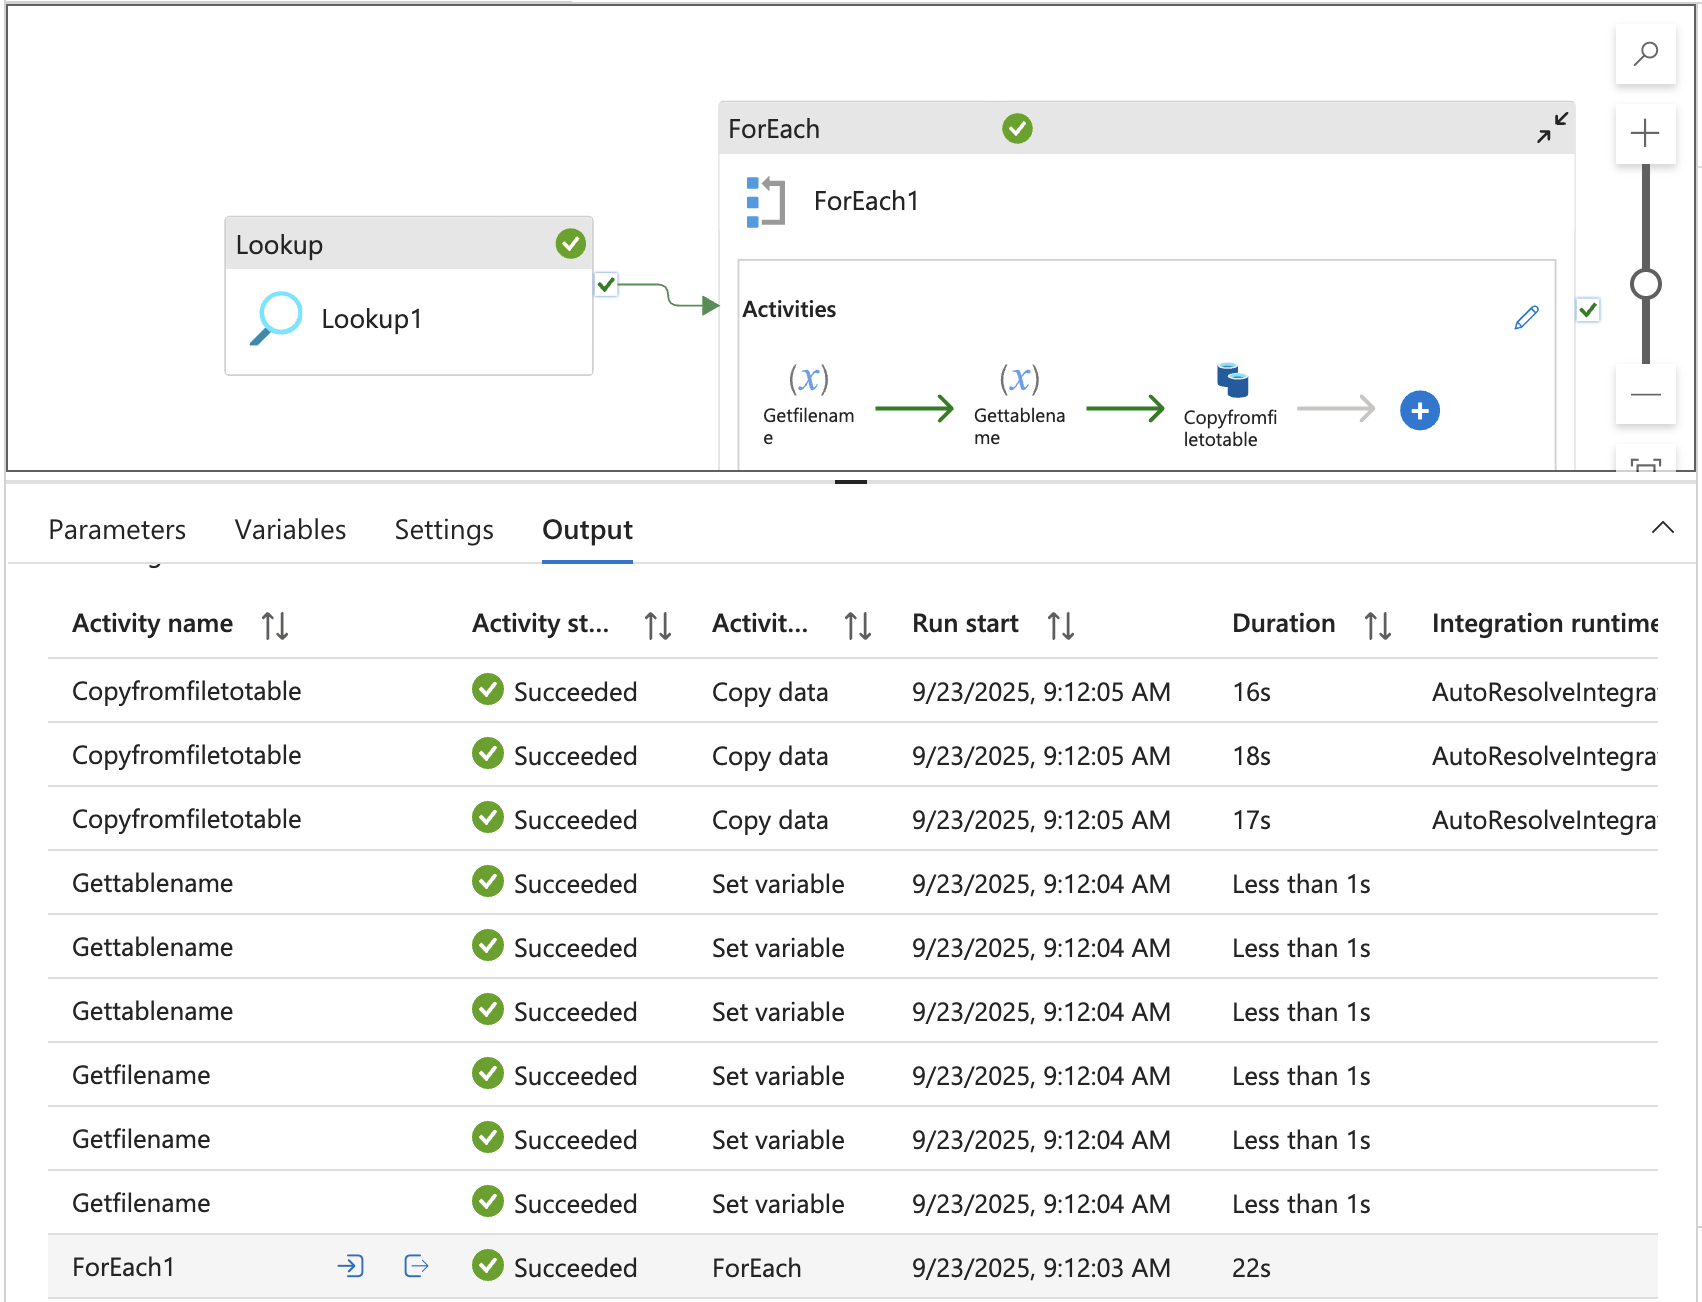 ForEach
ForEach1
Lookup
Lookup1
Activities
(x)
Getfilenam
e
(x)
Gettablena
me
Copyfromfi
letotable
Parameters Variables Settings Output
Activity name Activity st... Activit... Run start Duration Integration runtime
Copyfromfiletotable Succeeded Copy data 9/23/2025, 9:12:05 AM 16s AutoResolveIntegra
Copyfromfiletotable Succeeded Copy data 9/23/2025, 9:12:05 AM 18s AutoResolveIntegra
Copyfromfiletotable Succeeded Copy data 9/23/2025, 9:12:05 AM 17s AutoResolveIntegra
Gettablename Succeeded Set variable 9/23/2025, 9:12:04 AM Less than 1s
Gettablename Succeeded Set variable 9/23/2025, 9:12:04 AM Less than 1s
Gettablename Succeeded Set variable 9/23/2025, 9:12:04 AM Less than 1s
Getfilename Succeeded Set variable 9/23/2025, 9:12:04 AM Less than 1s
Getfilename Succeeded Set variable 9/23/2025, 9:12:04 AM Less than 1s
Getfilename Succeeded Set variable 9/23/2025, 9:12:04 AM Less than 1s
ForEach1 Succeeded ForEach 9/23/2025, 9:12:03 AM 22s